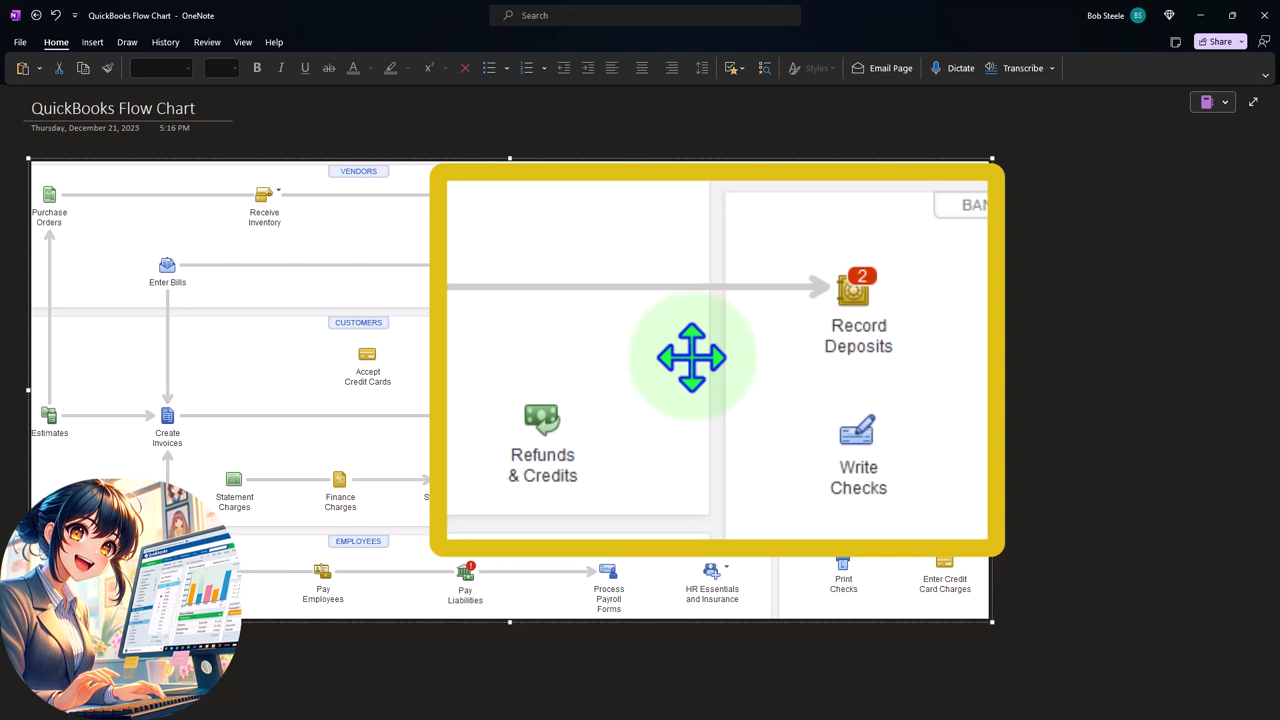 QuickBooks Flow Chart - OneNote
Search
Bob Steele
BS
File Home Insert Draw History Review View Help
Share
Styles
Email Page
Dictate
Transcribe
QuickBooks Flow Chart
Thursday, December 21, 2023 5:16 PM
VENDORS
Purchase
Orders
Receive
Inventory
Enter Bills
CUSTOMERS
Accept
Credit Cards
Estimates
Create
Invoices
Statement
Charges
Finance
Charges
S
BAN
2
Record
Deposits
Refunds
& Credits
Write
Checks
EMPLOYEES
Pay
Employees
Pay
Liabilities
Process
Payroll
Forms
HR Essentials
and Insurance
Print
Checks
Enter Credit
Card Charges